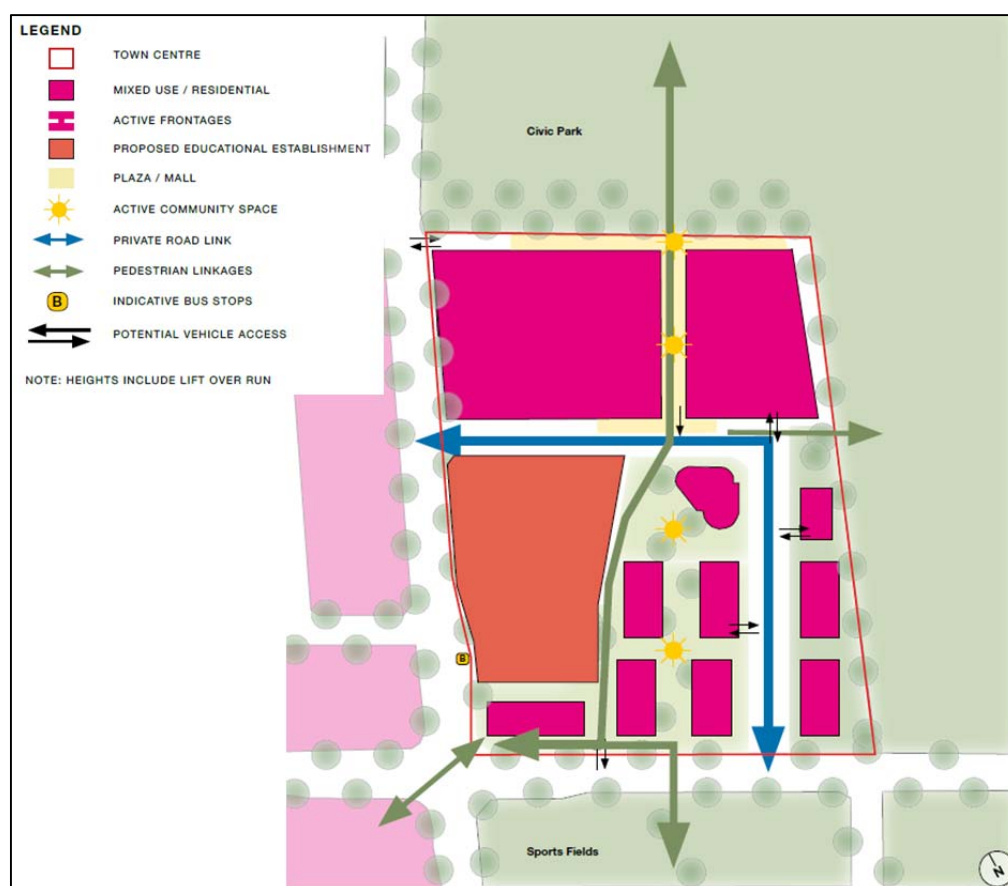 LEGEND
TOWN CENTRE
MIXED USE / RESIDENTIAL
ACTIVE FRONTAGES
PROPOSED EDUCATIONAL ESTABLISHMENT
PLAZA / MALL
ACTIVE COMMUNITY SPACE
PRIVATE ROAD LINK
PEDESTRIAN LINKAGES
B INDICATIVE BUS STOPS
POTENTIAL VEHICLE ACCESS
NOTE: HEIGHTS INCLUDE LIFT OVER RUN
Civic Park
B
Sports Fields
N